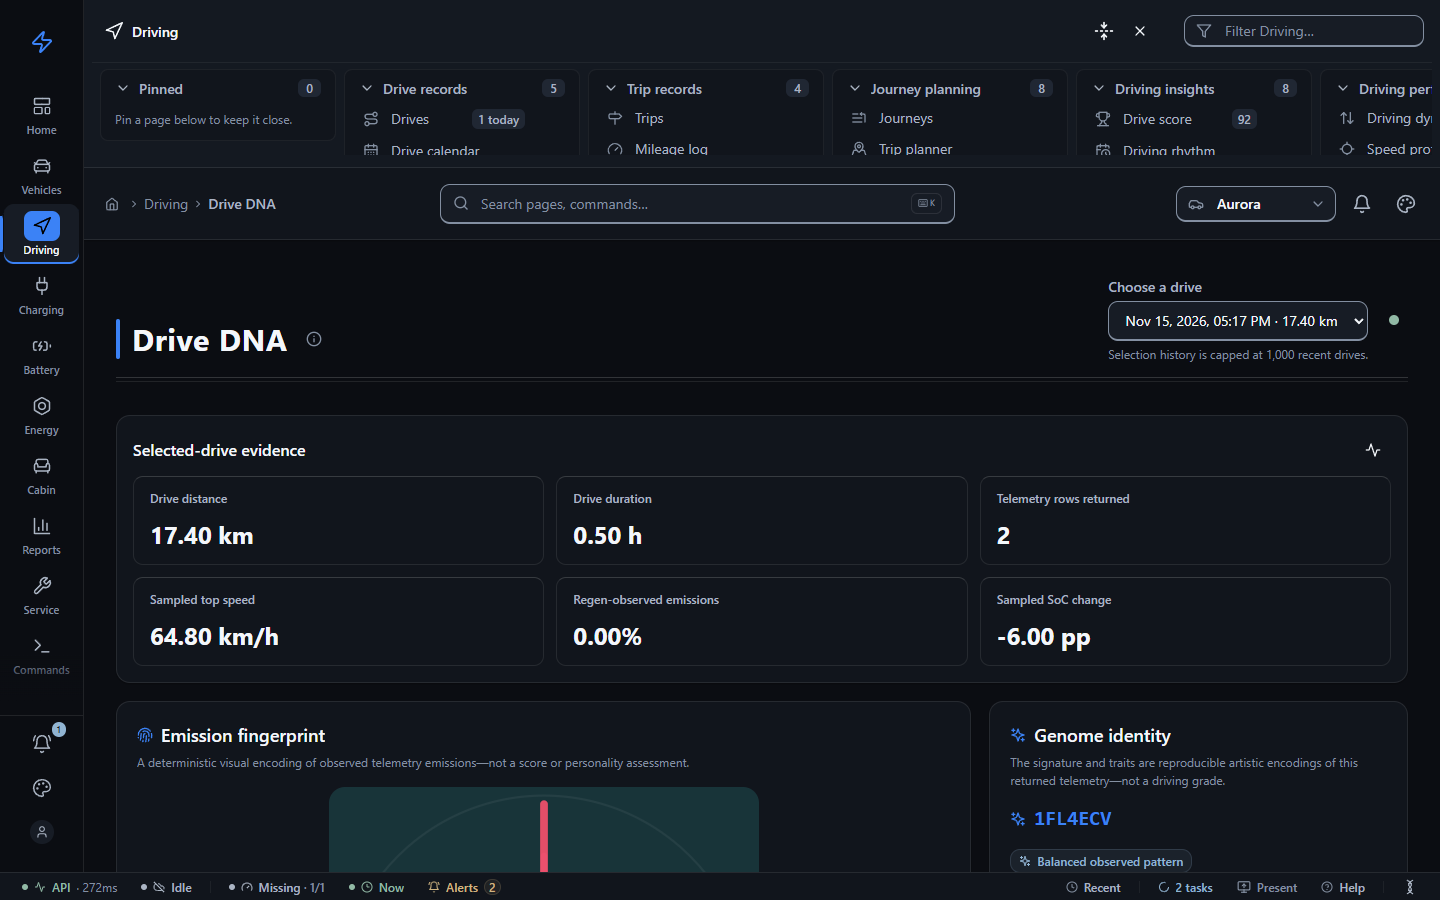 Driving
Filter Driving...
Pinned
0
Pin a page below to keep it close.
Drive records
5
Drives
1 today
Drive calendar
Trip records
4
Trips
Mileage log
Journey planning
8
Journeys
Trip planner
Driving insights
8
Drive score
92
Driving rhythm
Driving per
Driving dy
Speed pro
Home
Vehicles
Driving
Charging
Battery
Energy
Cabin
Reports
Service
Commands
1
Driving
Drive DNA
Search pages, commands...
K
Aurora
Drive DNA
Choose a drive
Nov 15, 2026, 05:17 PM · 17.40 km
Selection history is capped at 1,000 recent drives.
Selected-drive evidence
Drive distance
17.40 km
Drive duration
0.50 h
Telemetry rows returned
2
Sampled top speed
64.80 km/h
Regen-observed emissions
0.00%
Sampled SoC change
-6.00 pp
Emission fingerprint
A deterministic visual encoding of observed telemetry emissions—not a score or personality assessment.
Genome identity
The signature and traits are reproducible artistic encodings of this
returned telemetry—not a driving grade.
1FL4ECV
Balanced observed pattern
API · 272ms
Idle
Missing · 1/1
Now
Alerts 2
Recent
2 tasks
Present
Help